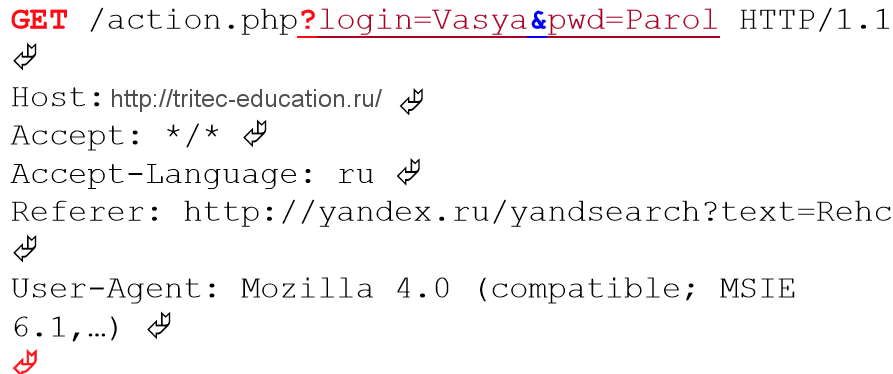 GET /action.php?login=Vasya&pwd=Parol HTTP/1.1
Host: http://tritec-education.ru/
Accept: */*
Accept-Language: ru
Referer: http://yandex.ru/yandsearch?text=Rehc
User-Agent: Mozilla 4.0 (compatible; MSIE
6.1,…)